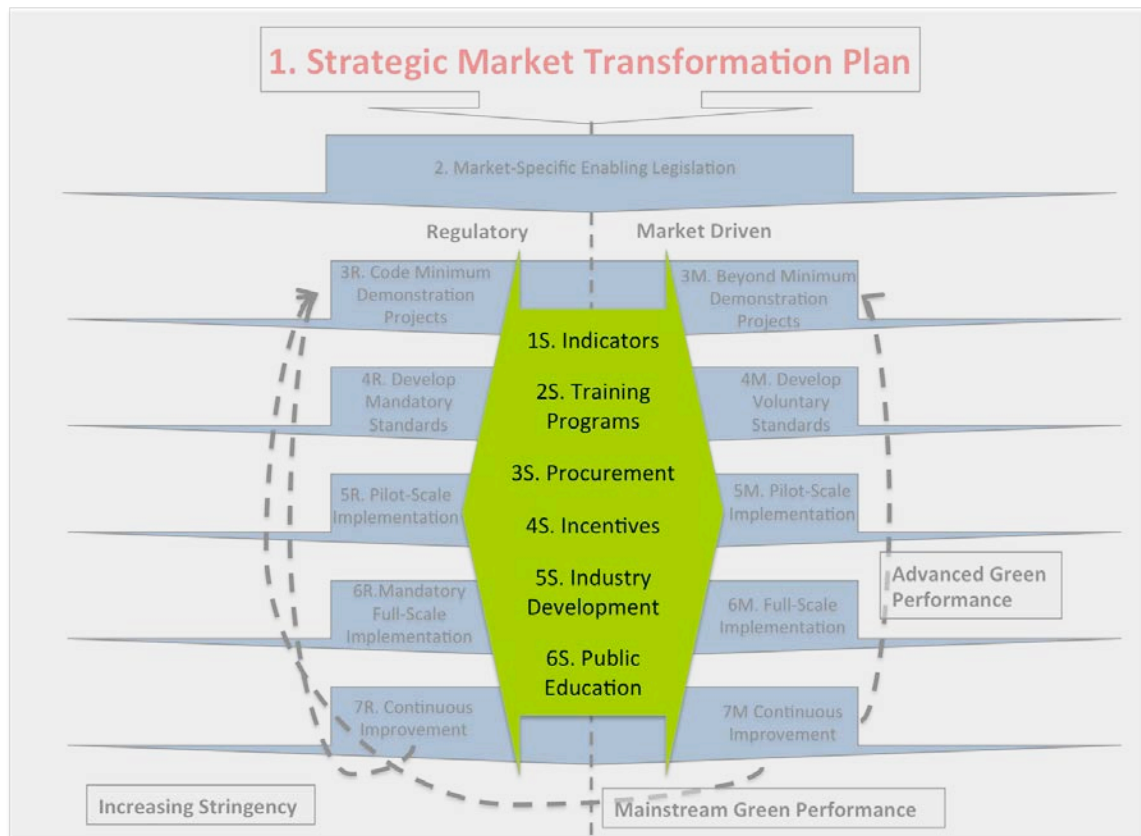 1. Strategic Market Transformation Plan
2. Market-Specific Enabling Legislation
Regulatory
Market Driven
3R. Code Minimum
Demonstration
Projects
3M. Beyond Minimum
Demonstration
Projects
1S. Indicators
4R. Develop
Mandatory
Standards
2S. Training
Programs
4M. Develop
Voluntary
Standards
3S. Procurement
5R. Pilot-Scale
Implementation
5M. Pilot-Scale
Implementation
4S. Incentives
5S. Industry
Development
Advanced Green
Performance
6R.Mandatory
Full-Scale
Implementation
6M. Full-Scale
Implementation
6S. Public
Education
7R. Continuous
Improvement
7M Continuous
Improvement
Increasing Stringency
Mainstream Green Performance